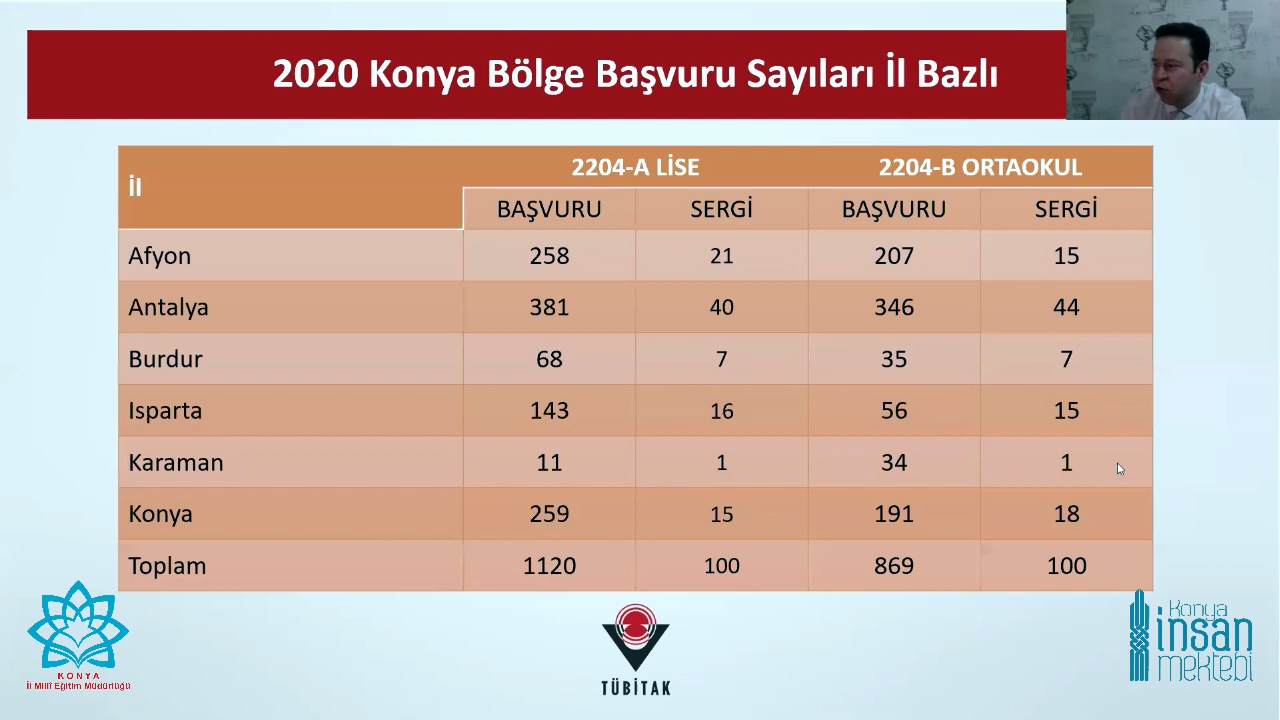 2020 Konya Bölge Başvuru Sayıları İl Bazlı
İl 2204-A LİSE 2204-B ORTAOKUL
BAŞVURU SERGİ BAŞVURU SERGİ
Afyon 258 21 207 15
Antalya 381 40 346 44
Burdur 68 7 35 7
Isparta 143 16 56 15
Karaman 11 1 34 1
Konya 259 15 191 18
Toplam 1120 100 869 100
KONYA
İl Millî Eğitim Müdürlüğü
TÜBİTAK
Konya
insan
mektebi